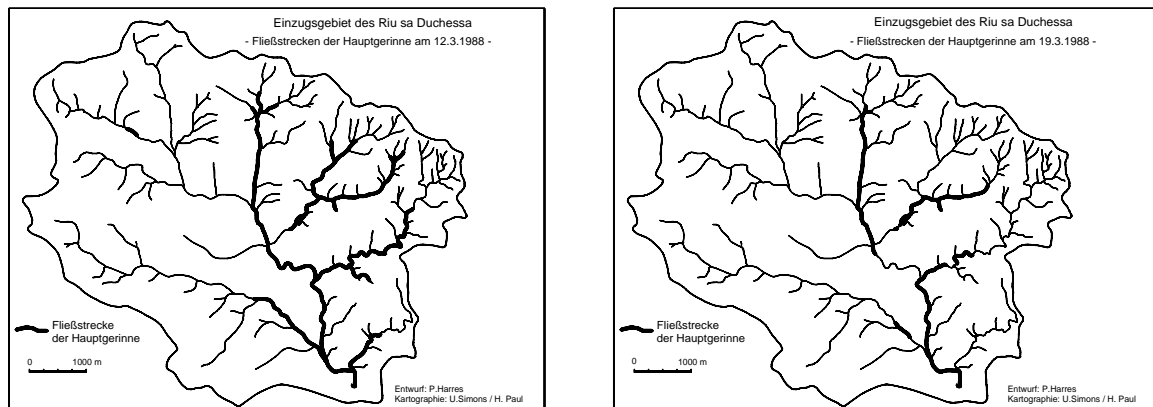 Einzugsgebiet des Riu sa Duchessa
- Fließstrecken der Hauptgerinne am 12.3.1988 -
Fließstrecke
der Hauptgerinne
0 1000 m
Entwurf: P.Harres
Kartographie: U.Simons / H. Paul
Einzugsgebiet des Riu sa Duchessa
- Fließstrecken der Hauptgerinne am 19.3.1988 -
Fließstrecke
der Hauptgerinne
0 1000 m
Entwurf: P.Harres
Kartographie: U.Simons / H. Paul